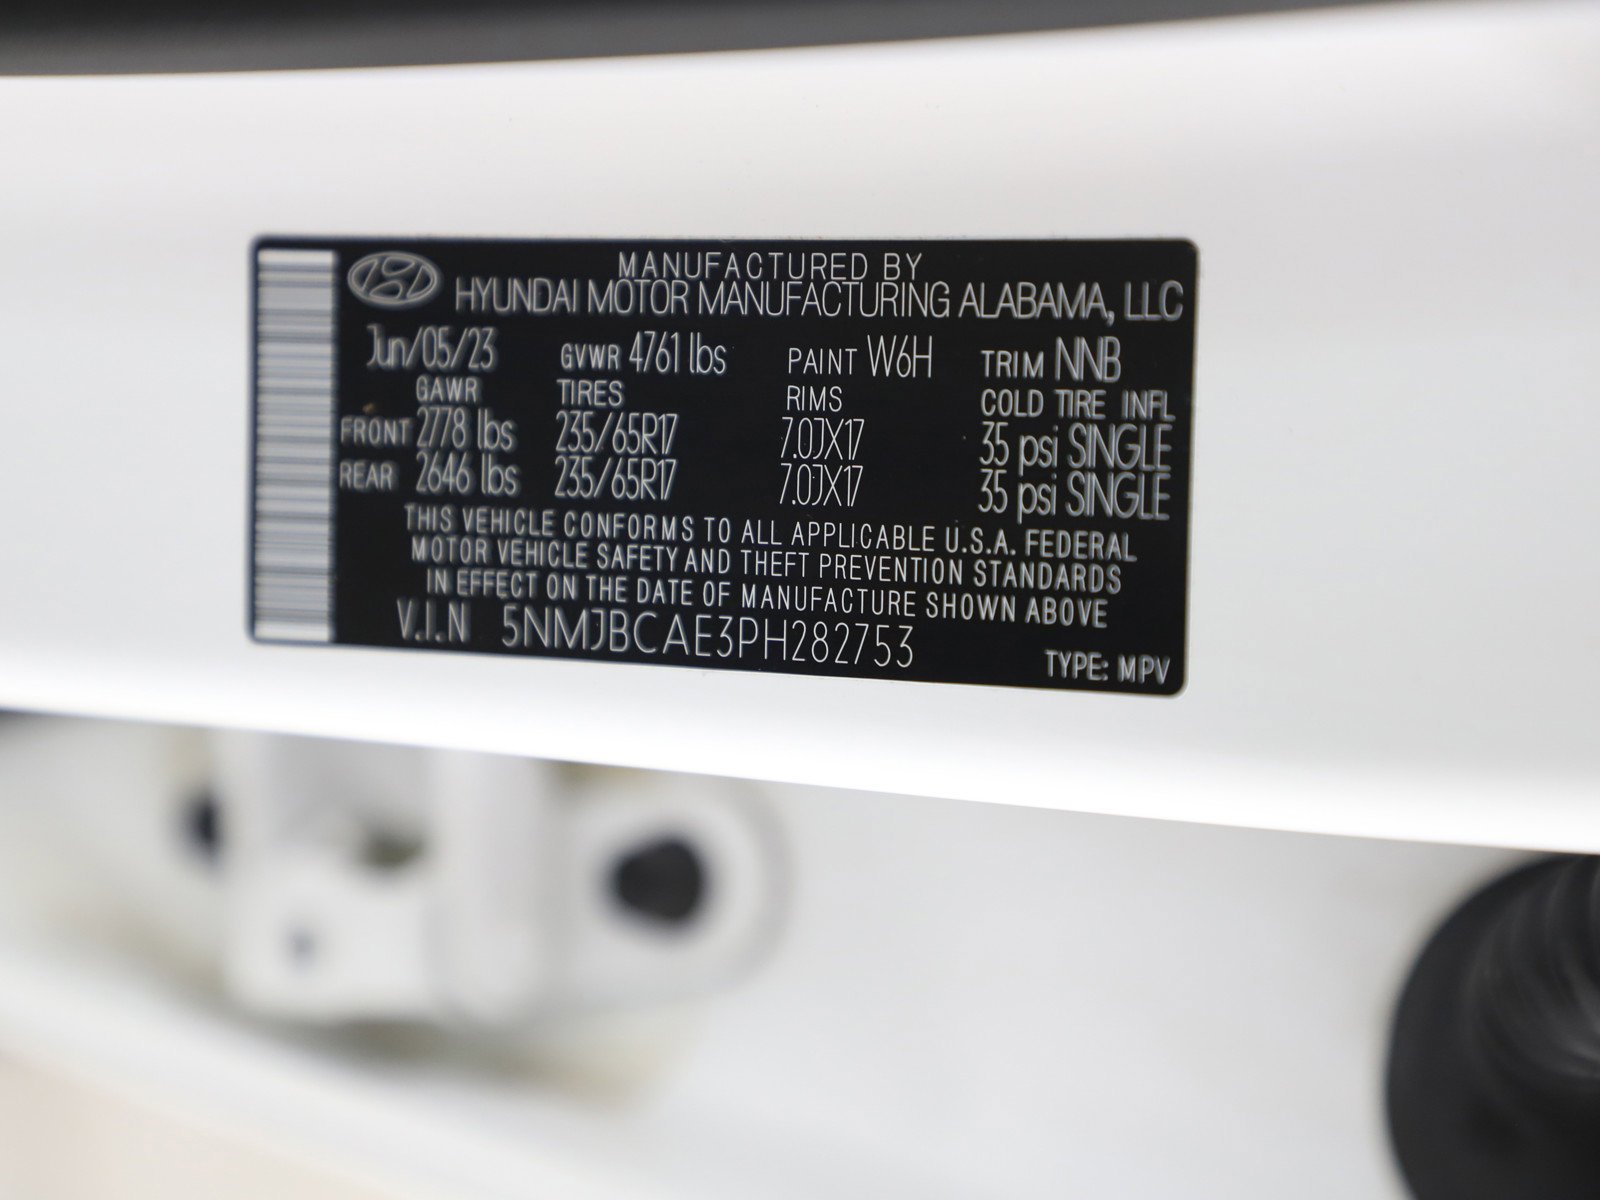 MANUFACTURED BY
HYUNDAI MOTOR MANUFACTURING ALABAMA, LLC
Jun/05/23 GVWR 4761 lbs PAINT W6H TRIM NNB
GAWR TIRES RIMS COLD TIRE INFL
FRONT 2778 lbs 235/65R17 7.0JX17 35 psi SINGLE
REAR 2646 lbs 235/65R17 7.0JX17 35 psi SINGLE
THIS VEHICLE CONFORMS TO ALL APPLICABLE U.S.A. FEDERAL
MOTOR VEHICLE SAFETY AND THEFT PREVENTION STANDARDS
IN EFFECT ON THE DATE OF MANUFACTURE SHOWN ABOVE
V.I.N 5NMJBCAE3PH282753
TYPE: MPV